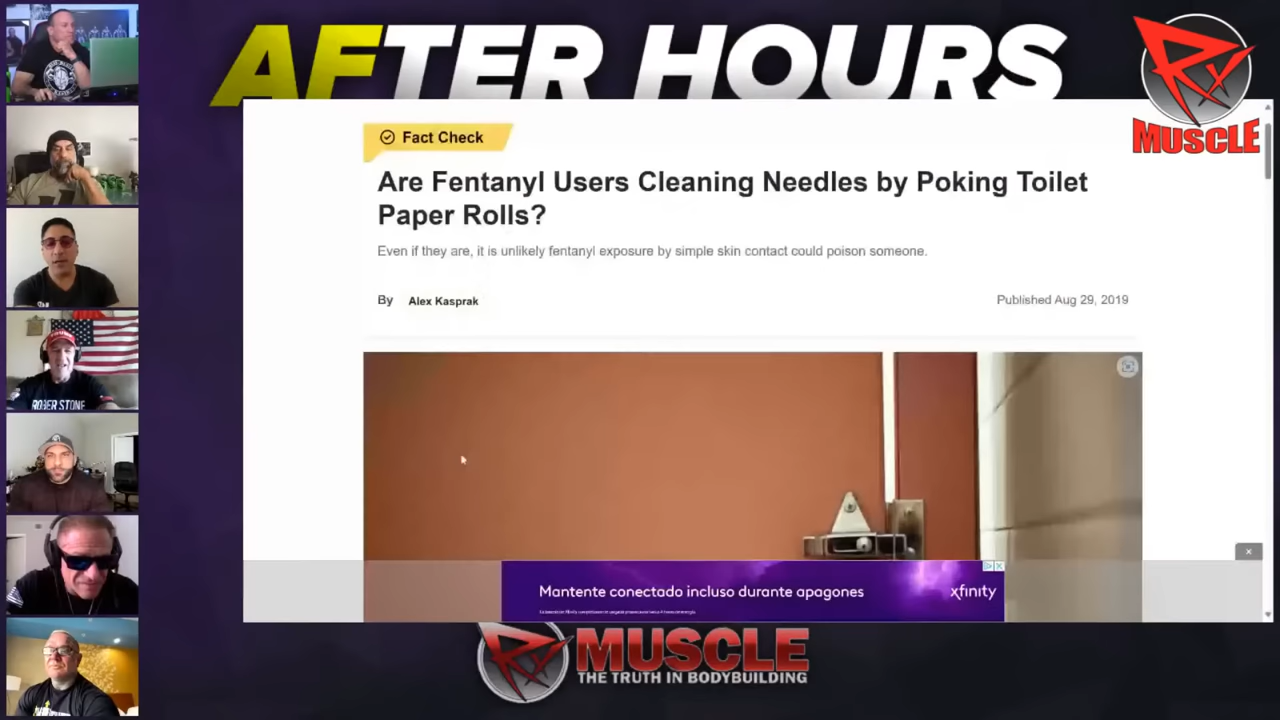 AFTER HOURS
Rx
MUSCLE
Fact Check
Are Fentanyl Users Cleaning Needles by Poking Toilet
Paper Rolls?
Even if they are, it is unlikely fentanyl exposure by simple skin contact could poison someone.
By Alex Kasprak
Published Aug 29, 2019
Mantente conectado incluso durante apagones
xfinity
Rx MUSCLE
THE TRUTH IN BODYBUILDING